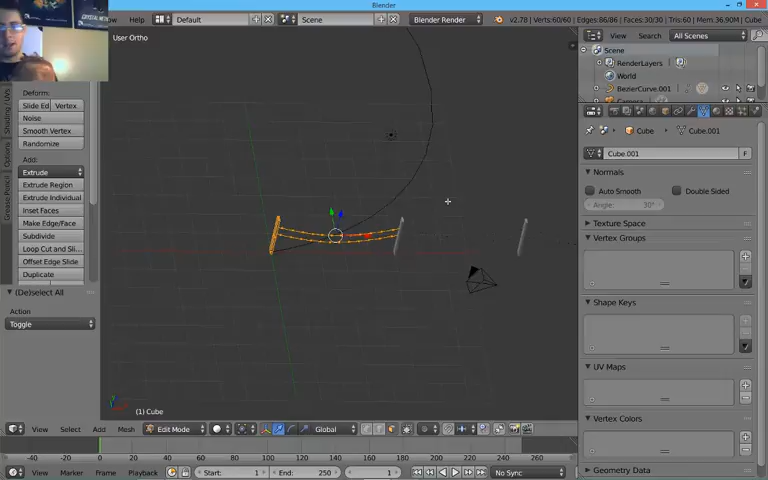 Blender
low
Help
Default
Scene
Blender Render
v2.78 | Verts:60/60 | Edges:86/86 | Faces:30/30 | Tris:60 | Mem:36.90M | Cube
User Ortho
View
Search
All Scenes
Scene
RenderLayers
World
BezierCurve.001
Deform:
Slide Ed
Vertex
Noise
Smooth Vertex
Randomize
Add:
Extrude
Extrude Region
Extrude Individual
Inset Faces
Make Edge/Face
Subdivide
Loop Cut and Sli...
Offset Edge Slide
Duplicate
Shading / UVs
Options
Grease Pencil
(De)select All
Action
Toggle
Cube
Cube.001
Cube.001
F
Normals
Auto Smooth
Double Sided
Angle:
30°
Texture Space
Vertex Groups
Shape Keys
UV Maps
Vertex Colors
Geometry Data
(1) Cube
View
Select
Add
Mesh
Edit Mode
Global
-40
-20
0
20
40
60
80
100
120
140
160
180
200
220
240
260
View
Marker
Frame
Playback
Start:
1
End:
250
1
No Sync